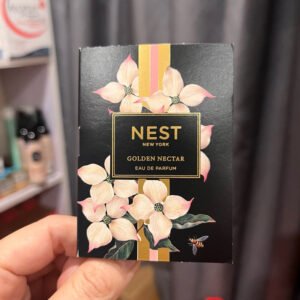 NEST
NEW YORK
GOLDEN NECTAR
EAU DE PARFUM